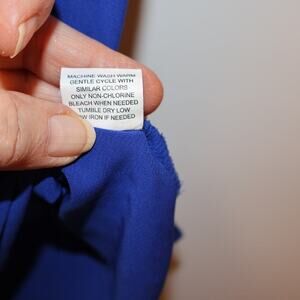 MACHINE WASH WARM
GENTLE CYCLE WITH
SIMILAR COLORS
ONLY NON-CHLORINE
BLEACH WHEN NEEDED
TUMBLE DRY LOW
IRON IF NEEDED